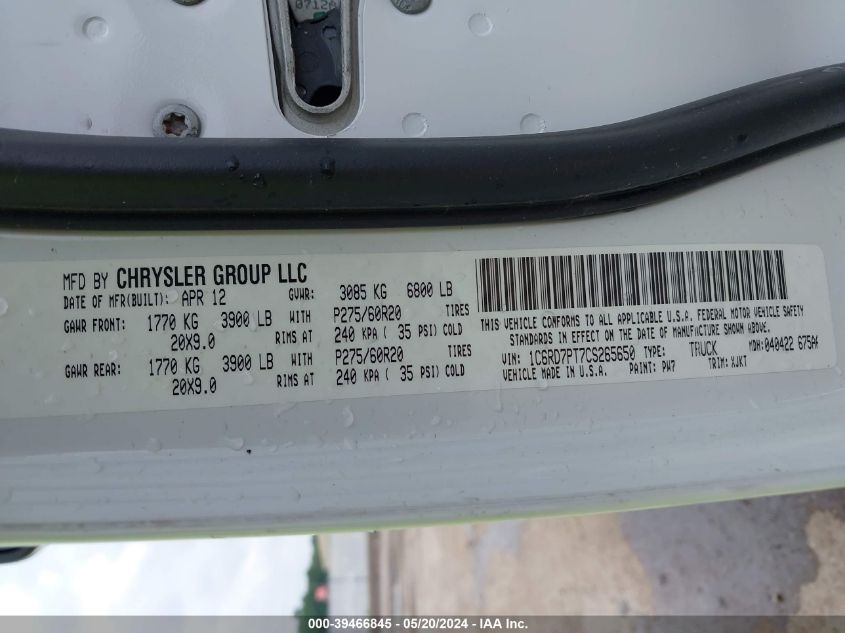 0712A
MFD BY CHRYSLER GROUP LLC
DATE OF MFR(BUILT): APR 12 GVWR: 3085 KG 6800 LB
GAWR FRONT: 1770 KG 3900 LB WITH P275/60R20 TIRES
20X9.0 RIMS AT 240 KPA ( 35 PSI) COLD
GAWR REAR: 1770 KG 3900 LB WITH P275/60R20 TIRES
20X9.0 RIMS AT 240 KPA ( 35 PSI) COLD
THIS VEHICLE CONFORMS TO ALL APPLICABLE U.S.A. FEDERAL MOTOR VEHICLE SAFETY
STANDARDS IN EFFECT ON THE DATE OF MANUFACTURE SHOWN ABOVE.
VIN: 1C6RD7PT7CS265650 TYPE: TRUCK MDH: 040422 675AK
VEHICLE MADE IN U.S.A. PAINT: PW7 TRIM: XJKT
000-39466845 - 05/20/2024 - IAA Inc.